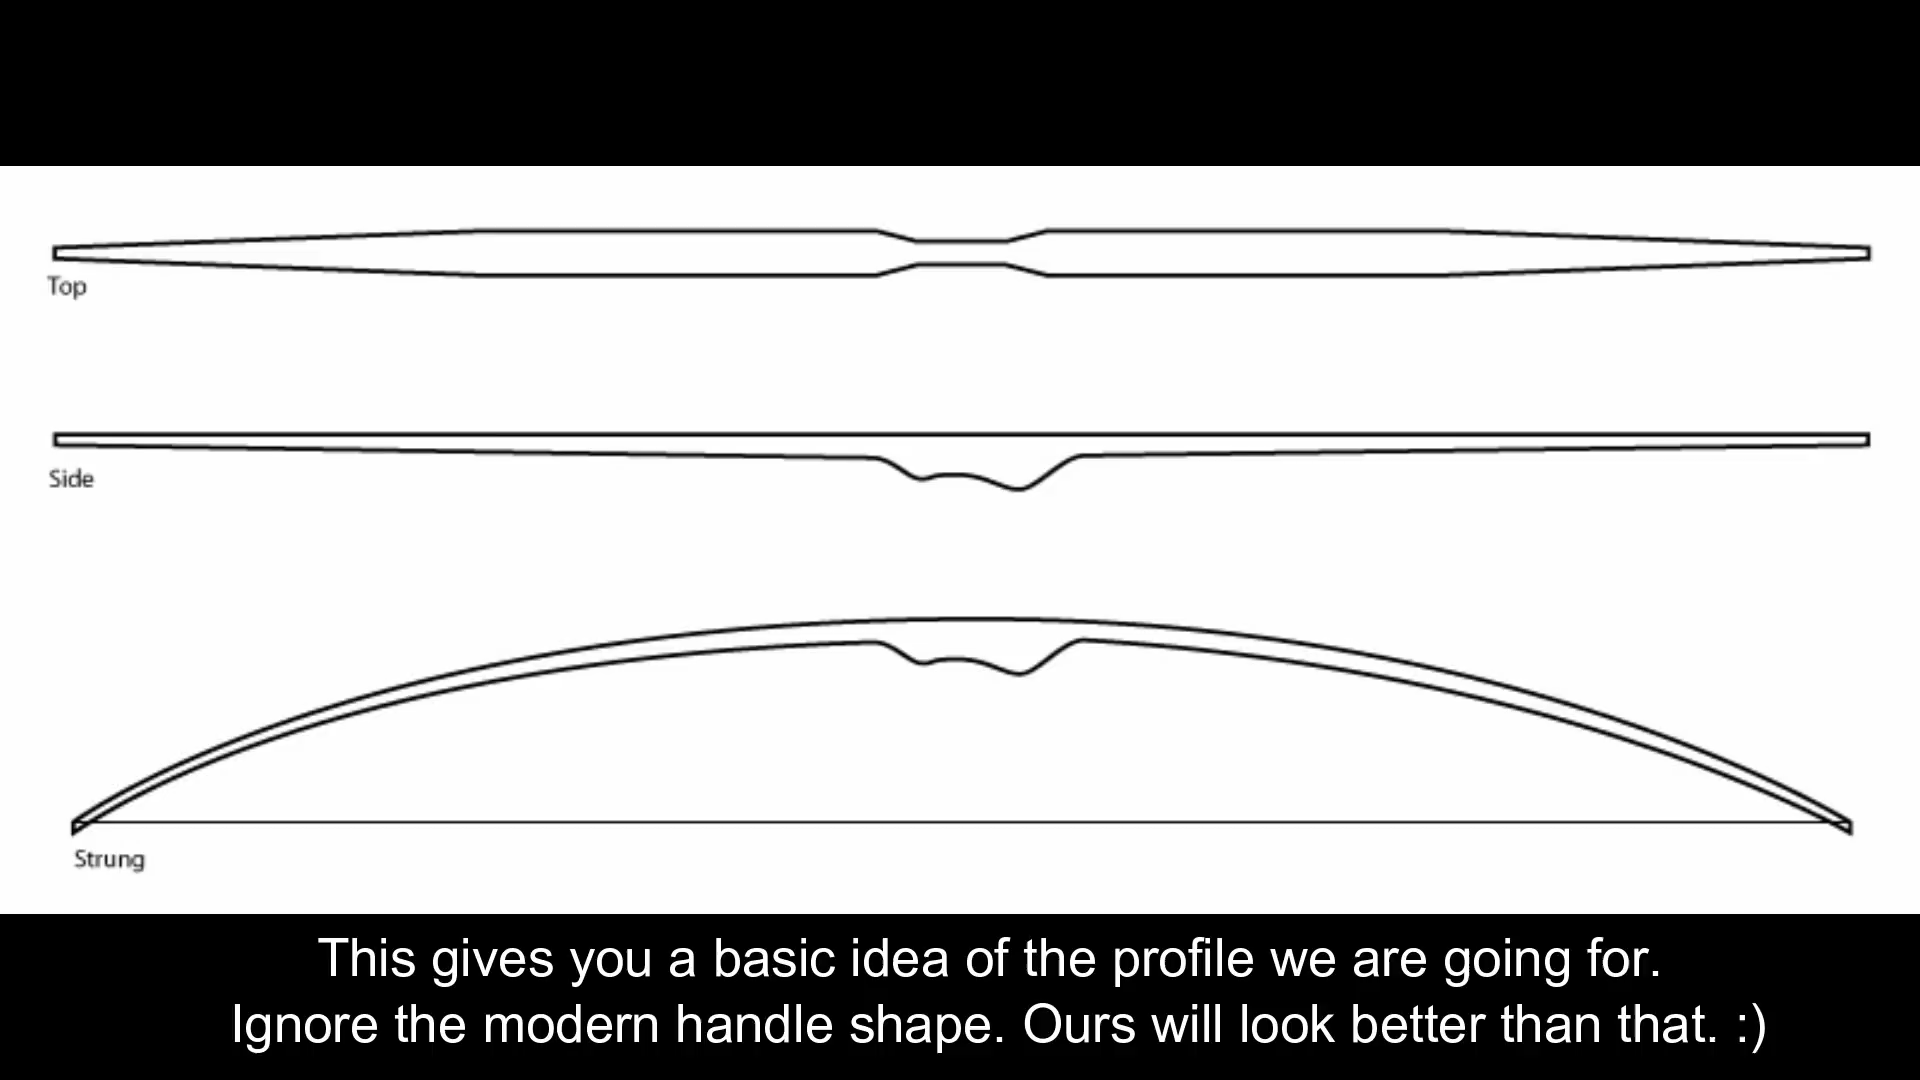 Top
Side
Strung
This gives you a basic idea of the profile we are going for.
Ignore the modern handle shape. Ours will look better than that. :)